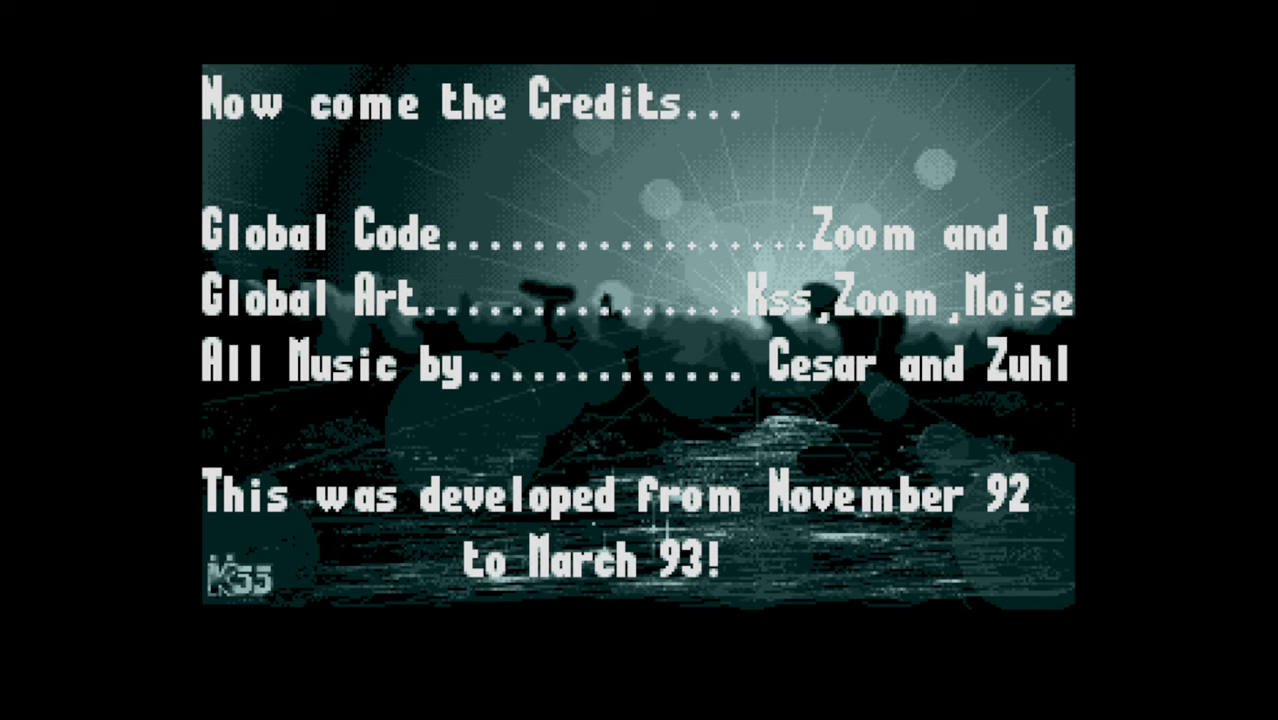 Now come the Credits...
Global Code.................Zoom and Io
Global Art...............Kss,Zoom,Noise
All Music by............. Cesar and Zuhl
This was developed from November 92
to March 93!
Kss